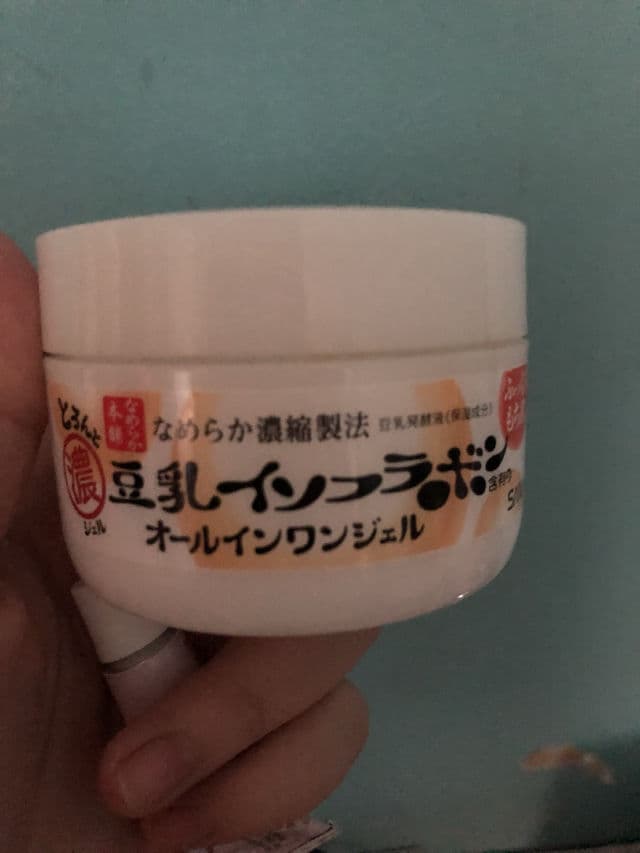 とろんと
濃
ジェル
なめらか
本舗
なめらか濃縮製法
豆乳発酵液(保湿成分)
豆乳イソフラボン
含有の
オールインワンジェル